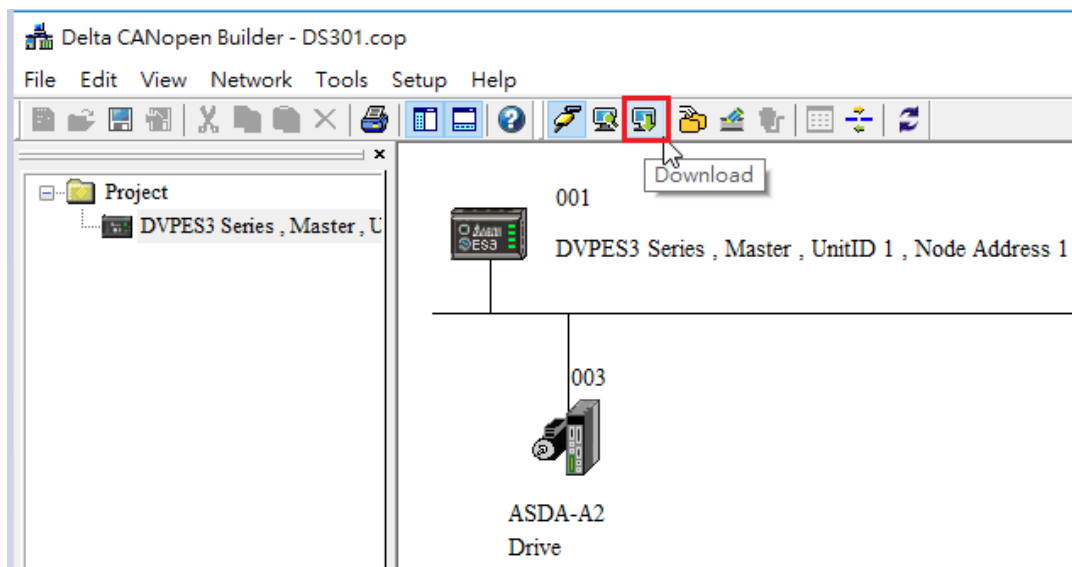 Delta CANopen Builder - DS301.cop
File Edit View Network Tools Setup Help
Download
Project
DVPES3 Series , Master , U
001
DVPES3 Series , Master , UnitID 1 , Node Address 1
ES3
003
ASDA-A2
Drive